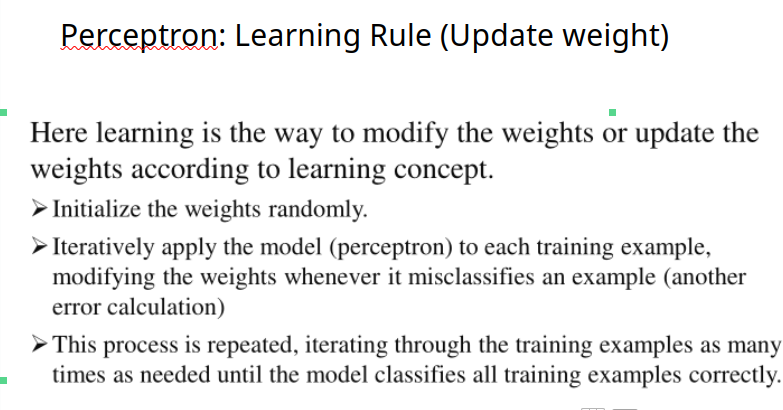 Perceptron: Learning Rule (Update weight)
Here learning is the way to modify the weights or update the
weights according to learning concept.
➢Initialize the weights randomly.
➢Iteratively apply the model (perceptron) to each training example,
modifying the weights whenever it misclassifies an example (another
error calculation)
➢This process is repeated, iterating through the training examples as many
times as needed until the model classifies all training examples correctly.